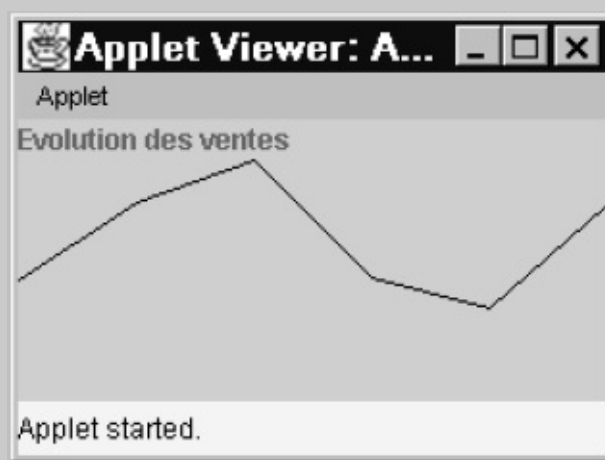 Applet Viewer: A...
Applet
Evolution des ventes
Applet started.